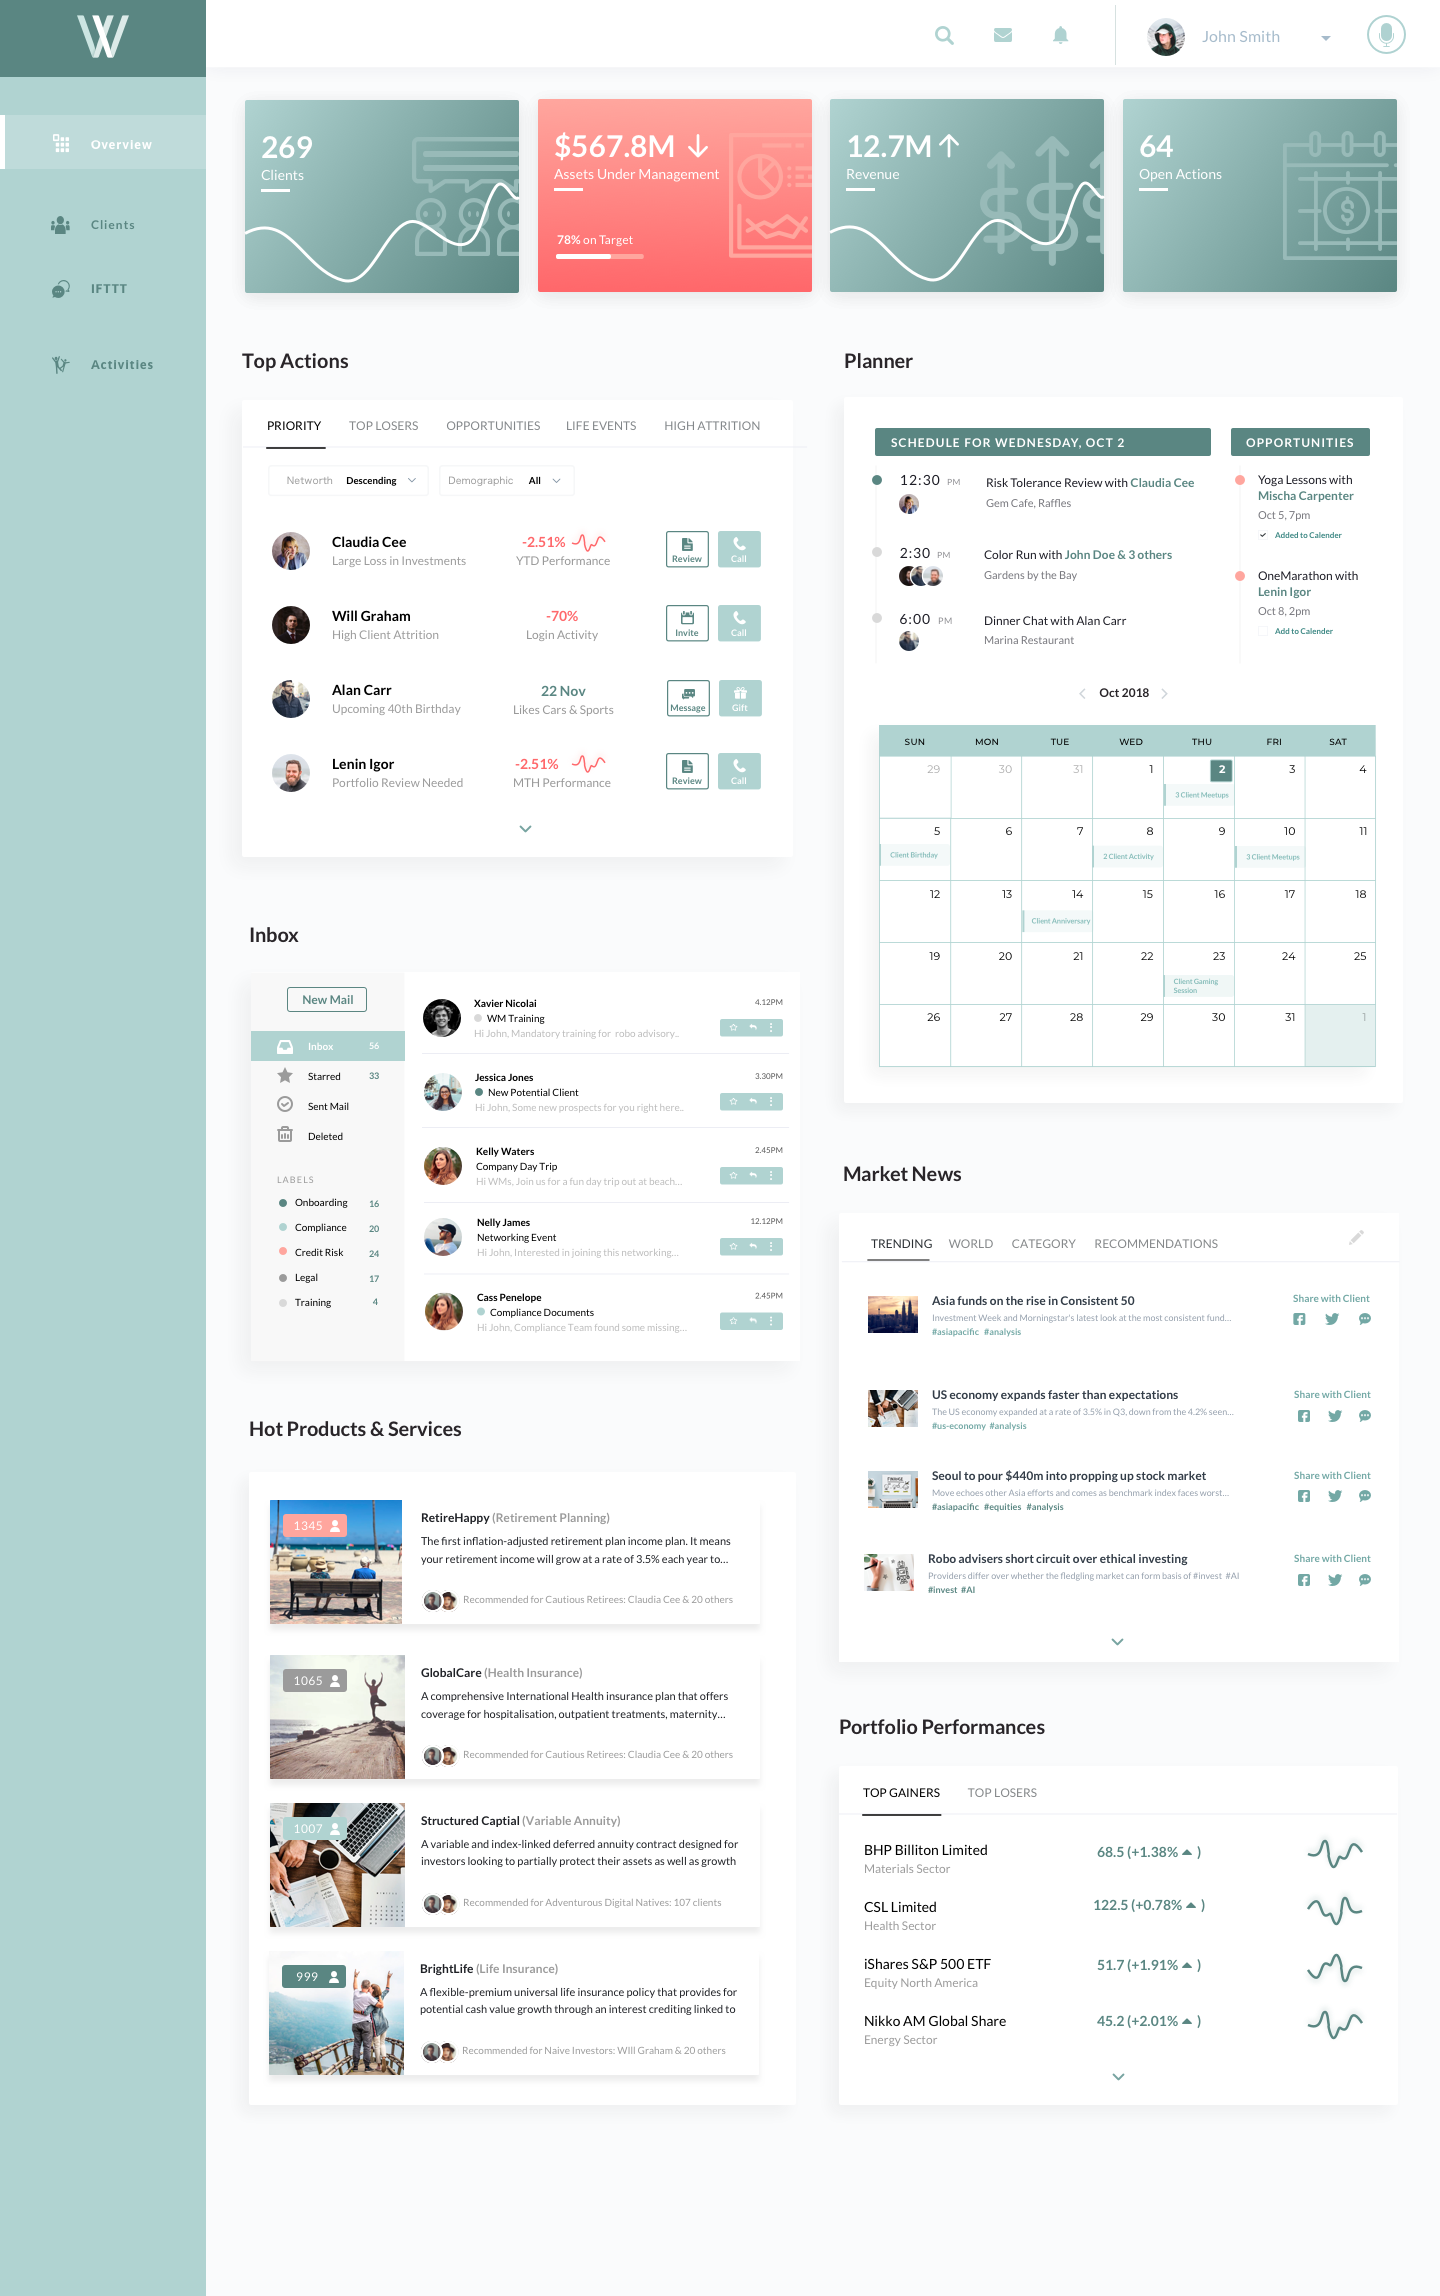 W
John Smith
Overview
Clients
IFTTT
Activities
269
Clients
$567.8M
Assets Under Management
78% on Target
12.7M
Revenue
64
Open Actions
Top Actions
PRIORITY TOP LOSERS OPPORTUNITIES LIFE EVENTS HIGH ATTRITION
Networth Descending Demographic All
Claudia Cee -2.51%
Large Loss in Investments YTD Performance
Review Call
Will Graham -70%
High Client Attrition Login Activity
Invite Call
Alan Carr 22 Nov
Upcoming 40th Birthday Likes Cars & Sports
Message Gift
Lenin Igor -2.51%
Portfolio Review Needed MTH Performance
Review Call
Planner
SCHEDULE FOR WEDNESDAY, OCT 2
12:30 PM Risk Tolerance Review with Claudia Cee
Gem Cafe, Raffles
2:30 PM Color Run with John Doe & 3 others
Gardens by the Bay
6:00 PM Dinner Chat with Alan Carr
Marina Restaurant
OPPORTUNITIES
Yoga Lessons with
Mischa Carpenter
Oct 5, 7pm
Added to Calender
OneMarathon with
Lenin Igor
Oct 8, 2pm
Add to Calender
Oct 2018
SUN MON TUE WED THU FRI SAT
29 30 31 1 2 3 4
3 Client Meetups
5 6 7 8 9 10 11
Client Birthday 2 Client Activity 3 Client Meetups
12 13 14 15 16 17 18
Client Anniversary
19 20 21 22 23 24 25
Client Gaming
Session
26 27 28 29 30 31 1
Inbox
New Mail
Inbox 56
Starred 33
Sent Mail
Deleted
LABELS
Onboarding 16
Compliance 20
Credit Risk 24
Legal 17
Training 4
Xavier Nicolai 4.12PM
WM Training
Hi John, Mandatory training for robo advisory..
Jessica Jones 3.30PM
New Potential Client
Hi John, Some new prospects for you right here..
Kelly Waters 2.45PM
Company Day Trip
Hi WMs, Join us for a fun day trip out at beach...
Nelly James 12.12PM
Networking Event
Hi John, Interested in joining this networking...
Cass Penelope 2.45PM
Compliance Documents
Hi John, Compliance Team found some missing...
Market News
TRENDING WORLD CATEGORY RECOMMENDATIONS
Asia funds on the rise in Consistent 50 Share with Client
Investment Week and Morningstar's latest look at the most consistent fund...
#asiapacific #analysis
US economy expands faster than expectations Share with Client
The US economy expanded at a rate of 3.5% in Q3, down from the 4.2% seen...
#us-economy #analysis
Seoul to pour $440m into propping up stock market Share with Client
Move echoes other Asia efforts and comes as benchmark index faces worst...
#asiapacific #equities #analysis
Robo advisers short circuit over ethical investing Share with Client
Providers differ over whether the fledgling market can form basis of #invest #AI
#invest #AI
Hot Products & Services
1345
RetireHappy (Retirement Planning)
The first inflation-adjusted retirement plan income plan. It means
your retirement income will grow at a rate of 3.5% each year to...
Recommended for Cautious Retirees: Claudia Cee & 20 others
1065
GlobalCare (Health Insurance)
A comprehensive International Health insurance plan that offers
coverage for hospitalisation, outpatient treatments, maternity...
Recommended for Cautious Retirees: Claudia Cee & 20 others
1007
Structured Captial (Variable Annuity)
A variable and index-linked deferred annuity contract designed for
investors looking to partially protect their assets as well as growth
Recommended for Adventurous Digital Natives: 107 clients
999
BrightLife (Life Insurance)
A flexible-premium universal life insurance policy that provides for
potential cash value growth through an interest crediting linked to
Recommended for Naive Investors: WIll Graham & 20 others
Portfolio Performances
TOP GAINERS TOP LOSERS
BHP Billiton Limited 68.5 (+1.38% )
Materials Sector
CSL Limited 122.5 (+0.78% )
Health Sector
iShares S&P 500 ETF 51.7 (+1.91% )
Equity North America
Nikko AM Global Share 45.2 (+2.01% )
Energy Sector